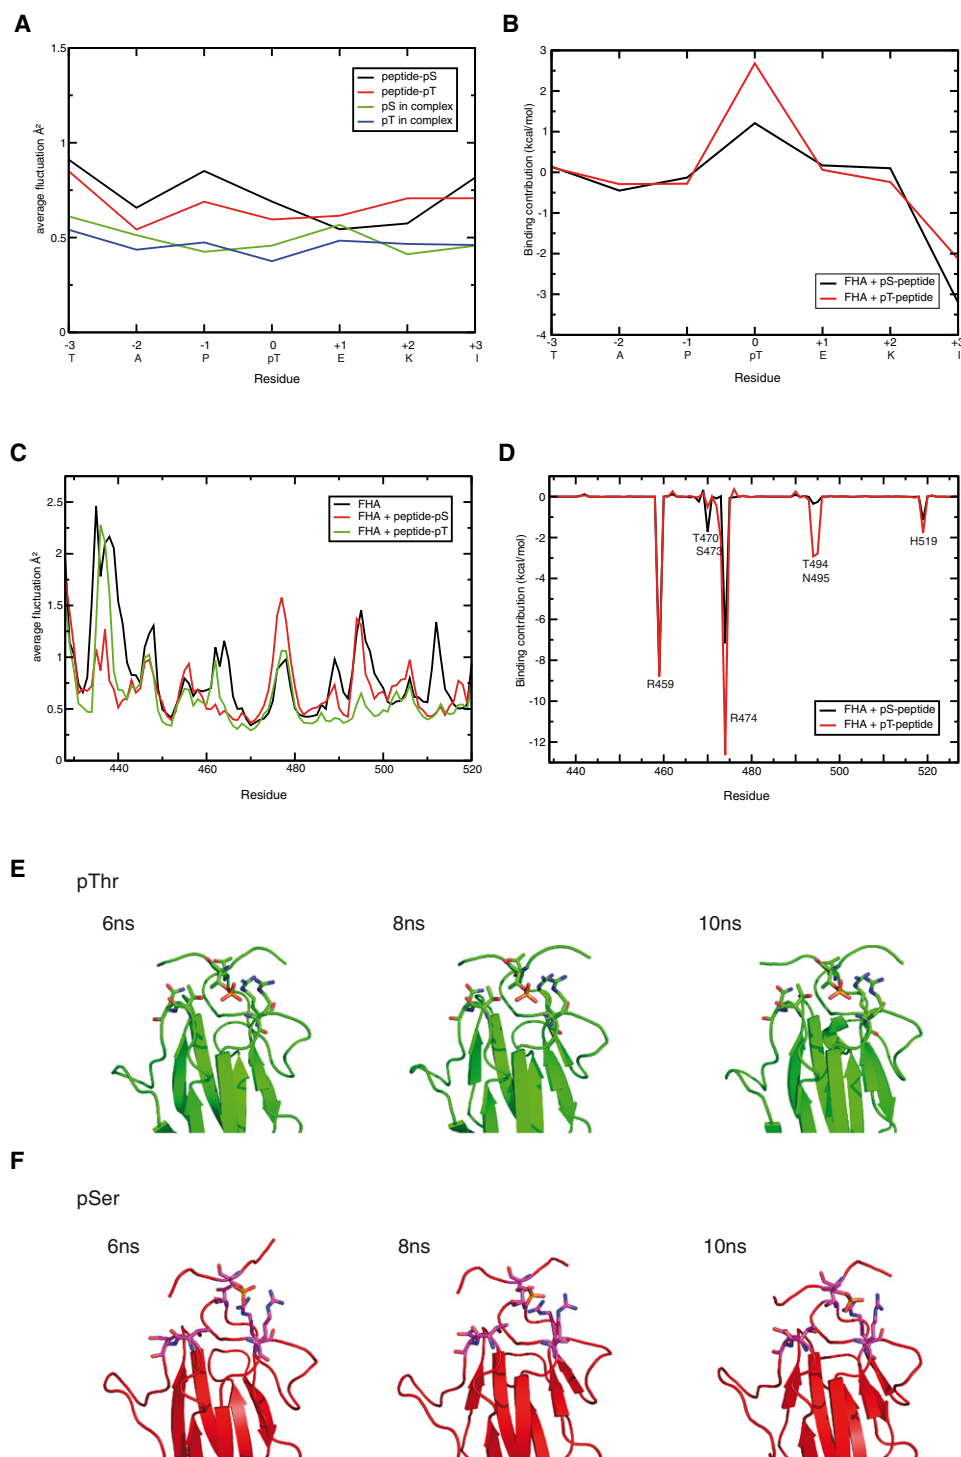 A
average fluctuation Å²
1.5
1
0.5
0
peptide-pS
peptide-pT
pS in complex
pT in complex
-3 -2 -1 0 +1 +2 +3
T A P pT E K I
Residue
B
Binding contribution (kcal/mol)
3
2
1
0
-1
-2
-3
-4
FHA + pS-peptide
FHA + pT-peptide
-3 -2 -1 0 +1 +2 +3
T A P pT E K I
Residue
C
average fluctuation Å²
2.5
2
1.5
1
0.5
0
FHA
FHA + peptide-pS
FHA + peptide-pT
440 460 480 500 520
Residue
D
Binding contribution (kcal/mol)
0
-2
-4
-6
-8
-10
-12
T470
S473
T494
N495
H519
R459
R474
FHA + pS-peptide
FHA + pT-peptide
440 460 480 500 520
Residue
E
pThr
6ns 8ns 10ns
F
pSer
6ns 8ns 10ns